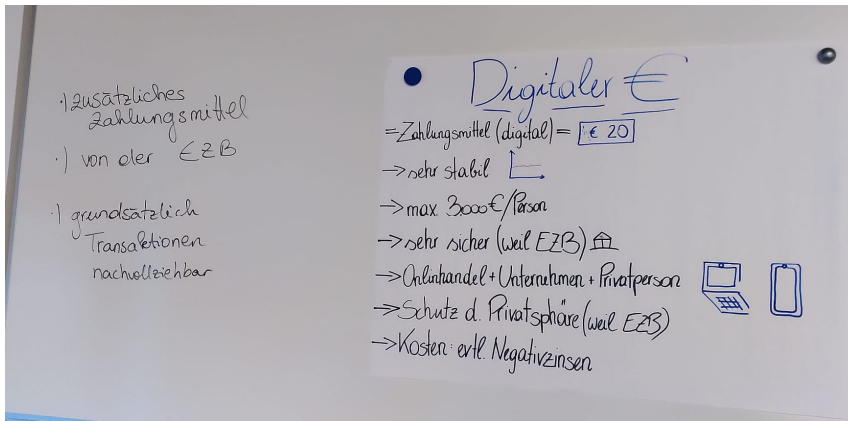 ·) zusätzliches
Zahlungsmittel
·) von der EZB
·) grundsätzlich
Transaktionen
nachvollziehbar
Digitaler €
= Zahlungsmittel (digital) = € 20
→ sehr stabil
→ max. 3000€/Person
→ sehr sicher (weil EZB)
→ Onlinhandel + Unternehmen + Privatperson
→ Schutz d. Privatsphäre (weil EZB)
→ Kosten: evtl. Negativzinsen